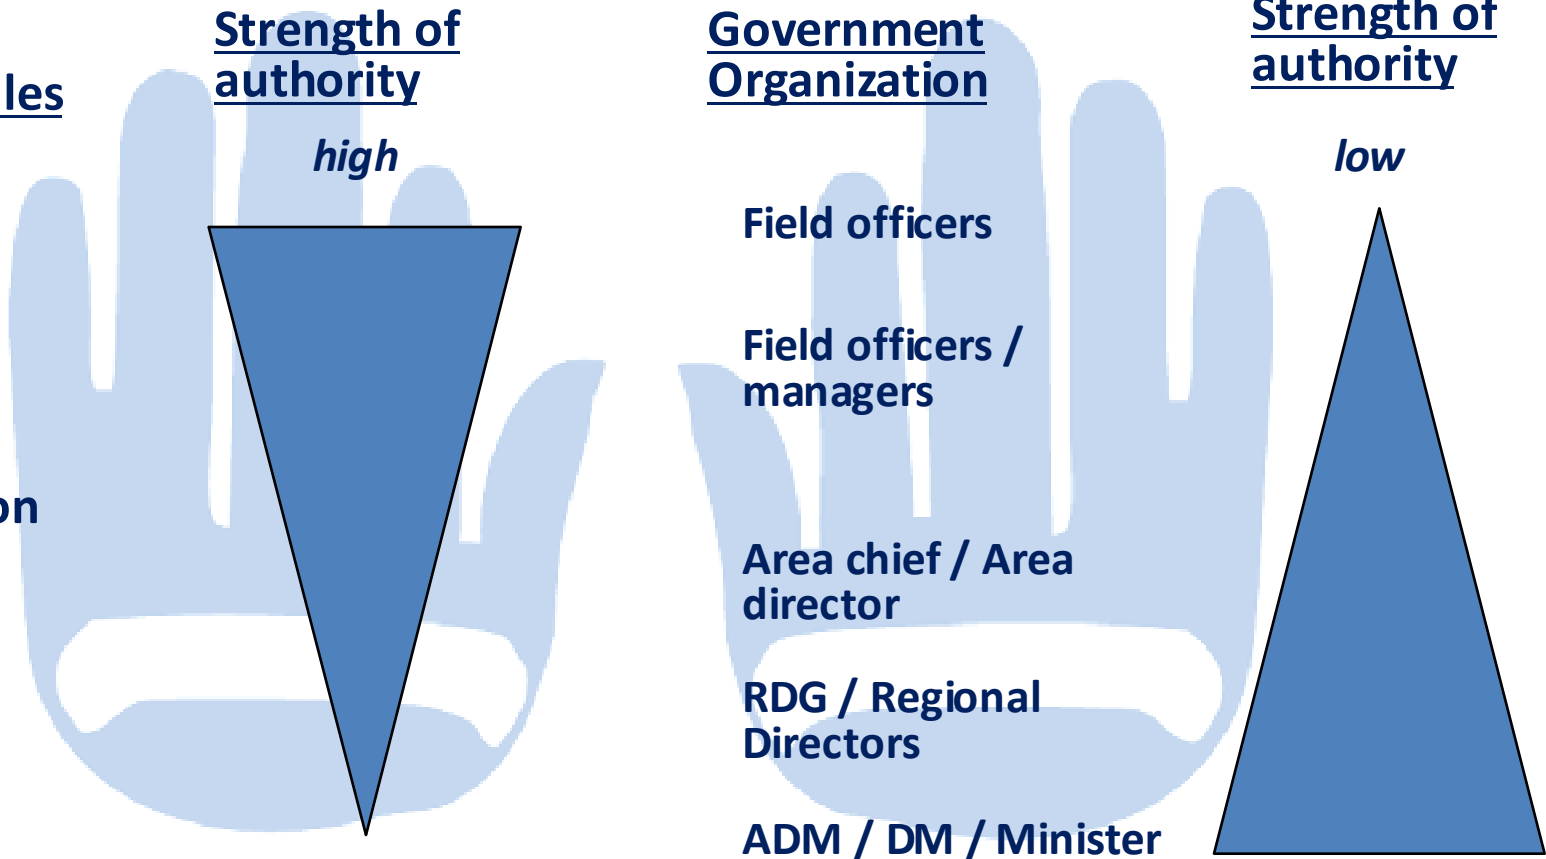 les
Strength of
authority
high
on
Government
Organization
Field officers
Field officers /
managers
Area chief / Area
director
RDG / Regional
Directors
ADM / DM / Minister
Strength of
authority
low